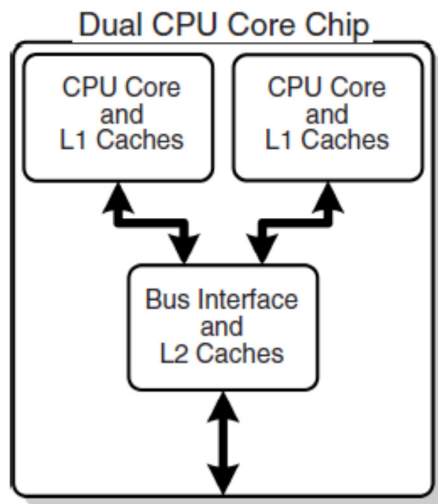 Dual CPU Core Chip
CPU Core
and
L1 Caches
CPU Core
and
L1 Caches
Bus Interface
and
L2 Caches